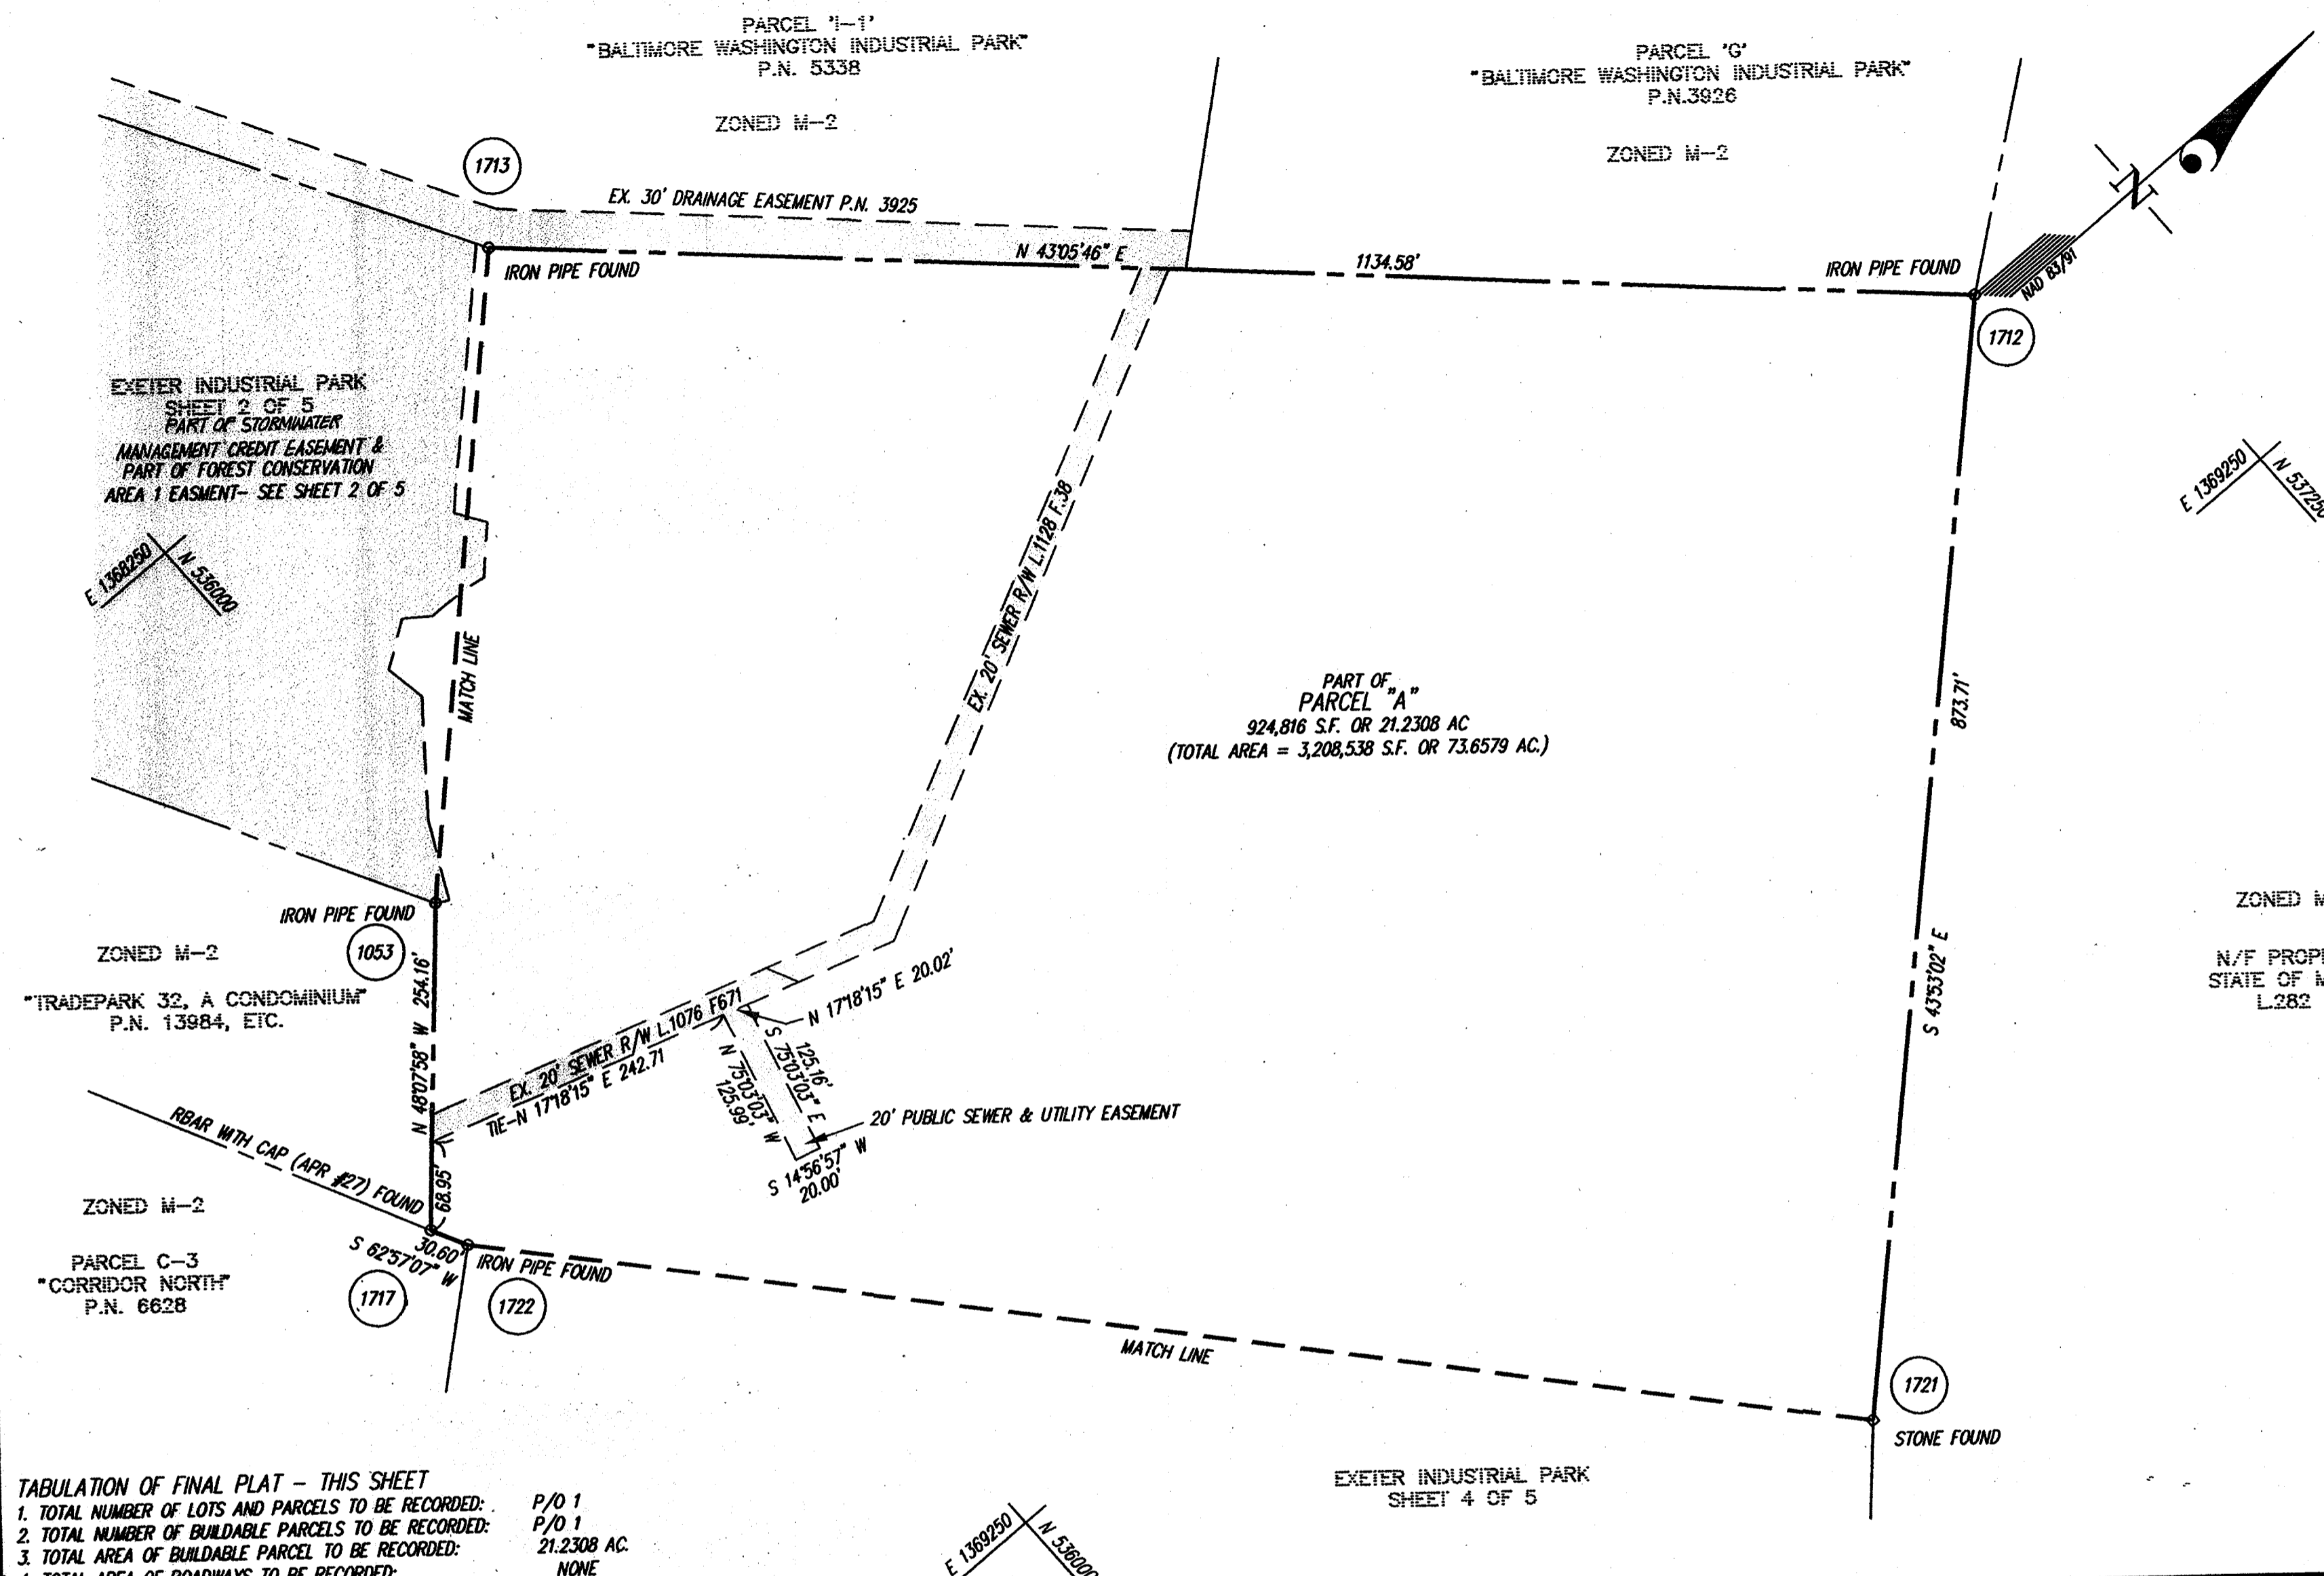 PARCEL 'I-1'
"BALTIMORE WASHINGTON INDUSTRIAL PARK"
P.N. 5338
ZONED M-2
PARCEL 'G'
"BALTIMORE WASHINGTON INDUSTRIAL PARK"
P.N.3926
ZONED M-2
N
NAD 83/91
1713
EX. 30' DRAINAGE EASEMENT P.N. 3925
IRON PIPE FOUND
N 43°05'46" E
1134.58'
IRON PIPE FOUND
1712
EXETER INDUSTRIAL PARK
SHEET 2 OF 5
PART OF STORMWATER
MANAGEMENT CREDIT EASEMENT &
PART OF FOREST CONSERVATION
AREA 1 EASMENT- SEE SHEET 2 OF 5
E 1368250
N 536000
MATCH LINE
EX. 20' SEWER R/W L.1128 F.38
E 1369250
N 537250
PART OF
PARCEL "A"
924,816 S.F. OR 21.2308 AC
(TOTAL AREA = 3,208,538 S.F. OR 73.6579 AC.)
873.71'
S 43°53'02" E
ZONED M
N/F PROP
STATE OF M
L.282
IRON PIPE FOUND
1053
ZONED M-2
"TRADEPARK 32, A CONDOMINIUM"
P.N. 13984, ETC.
N 48°07'58" W 254.16'
EX. 20' SEWER R/W L.1076 F671
TIE-N 17°18'15" E 242.71
N 17°18'15" E 20.02'
125.16'
S 75°03'03" E
N 75°03'03" W
125.99'
20' PUBLIC SEWER & UTILITY EASEMENT
S 14°56'57" W
20.00'
RBAR WITH CAP (APR #27) FOUND
68.95'
ZONED M-2
PARCEL C-3
"CORRIDOR NORTH"
P.N. 6628
30.60'
S 62°57'07" W
1717
IRON PIPE FOUND
1722
MATCH LINE
1721
STONE FOUND
EXETER INDUSTRIAL PARK
SHEET 4 OF 5
E 1369250
N 536000
TABULATION OF FINAL PLAT - THIS SHEET
1. TOTAL NUMBER OF LOTS AND PARCELS TO BE RECORDED: P/O 1
2. TOTAL NUMBER OF BUILDABLE PARCELS TO BE RECORDED: P/O 1
3. TOTAL AREA OF BUILDABLE PARCEL TO BE RECORDED: 21.2308 AC.
4. TOTAL AREA OF ROADWAYS TO BE RECORDED: NONE